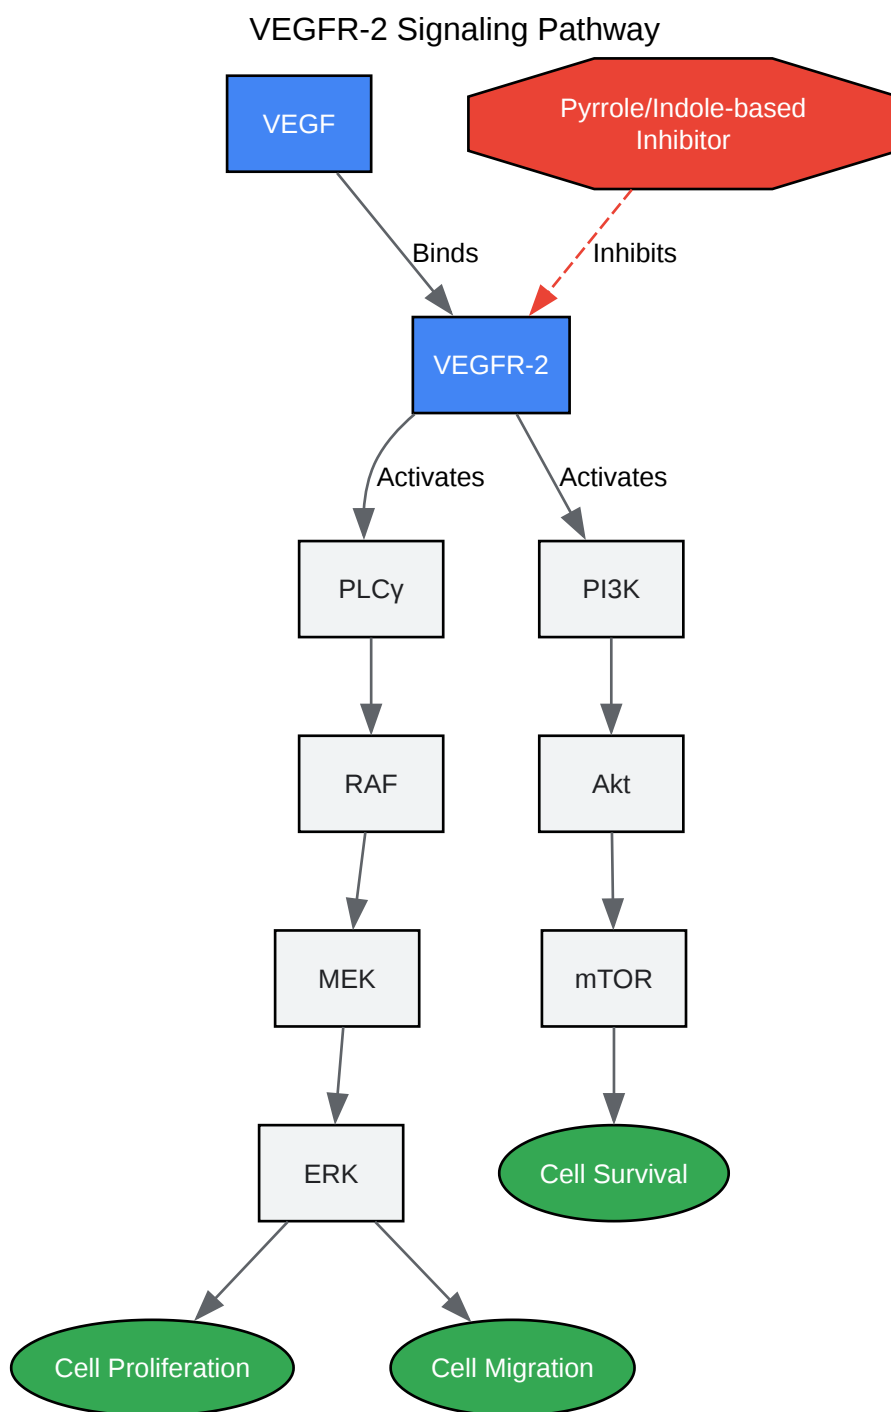 VEGFR-2 Signaling Pathway
VEGF
Pyrrole/Indole-based
Inhibitor
Binds
Inhibits
VEGFR-2
Activates
Activates
PLCγ
PI3K
RAF
Akt
MEK
mTOR
ERK
Cell Survival
Cell Proliferation
Cell Migration